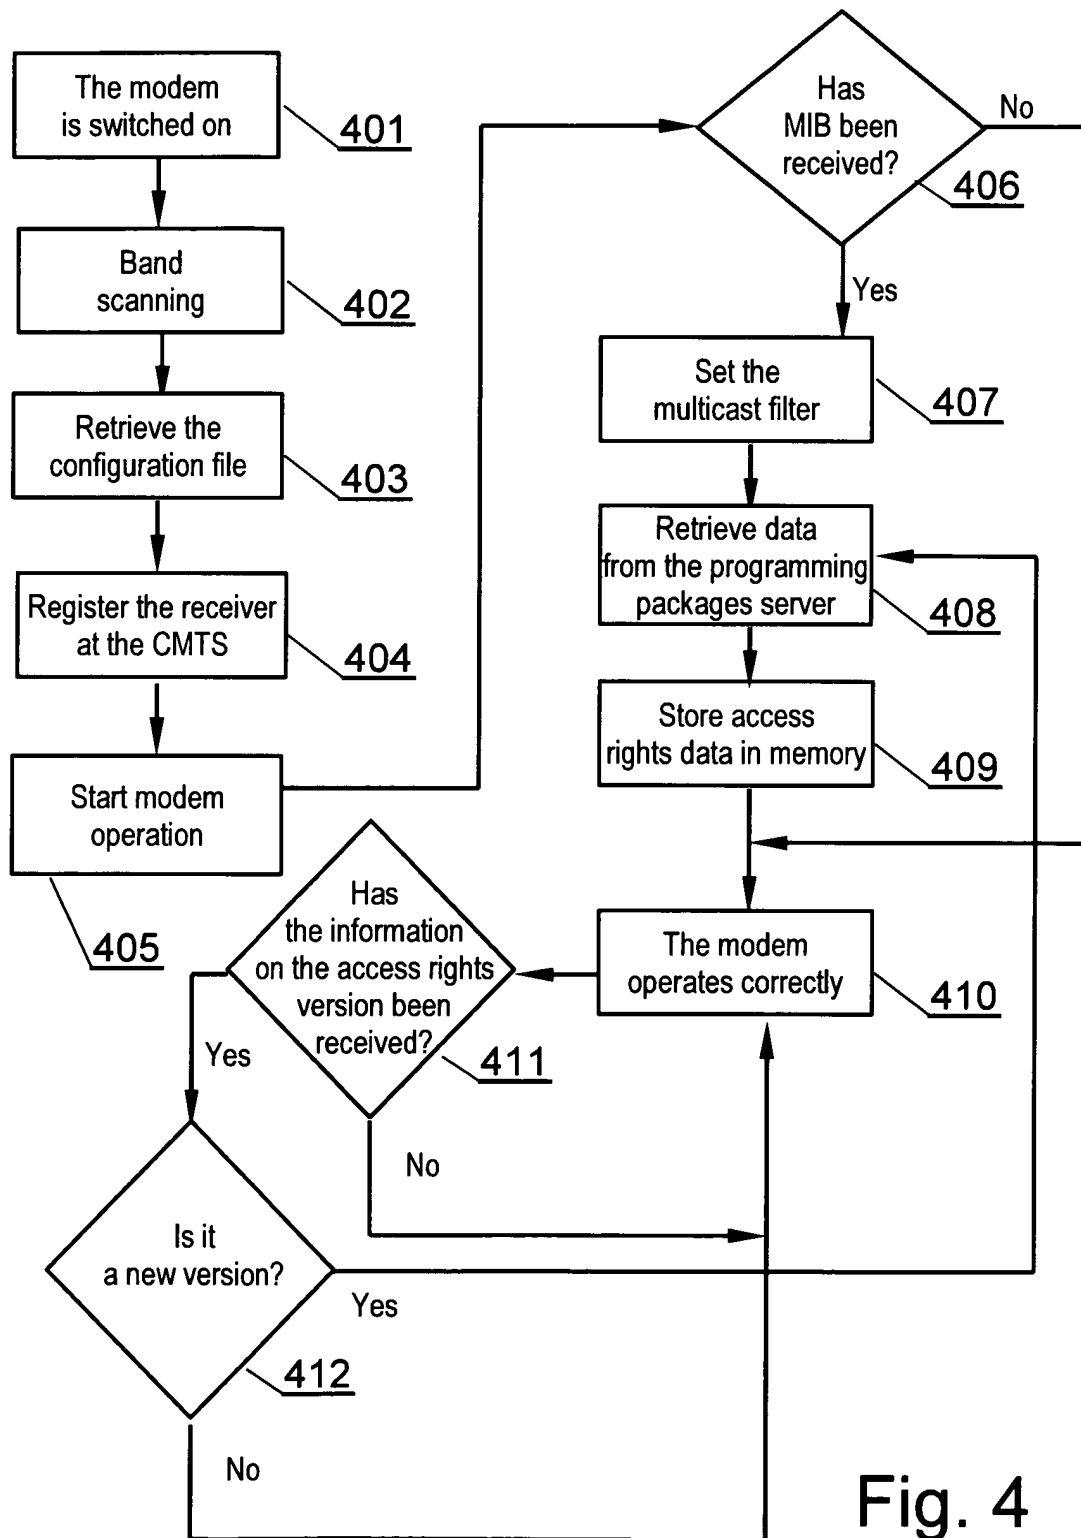 The modem
is switched on
401
Band
scanning
402
Retrieve the
configuration file
403
Register the receiver
at the CMTS
404
Start modem
operation
405
Has
MIB been
received?
No
406
Yes
Set the
multicast filter
407
Retrieve data
from the programming
packages server
408
Store access
rights data in memory
409
The modem
operates correctly
410
Has
the information
on the access rights
version been
received?
411
Yes
No
Is it
a new version?
Yes
412
No
Fig. 4